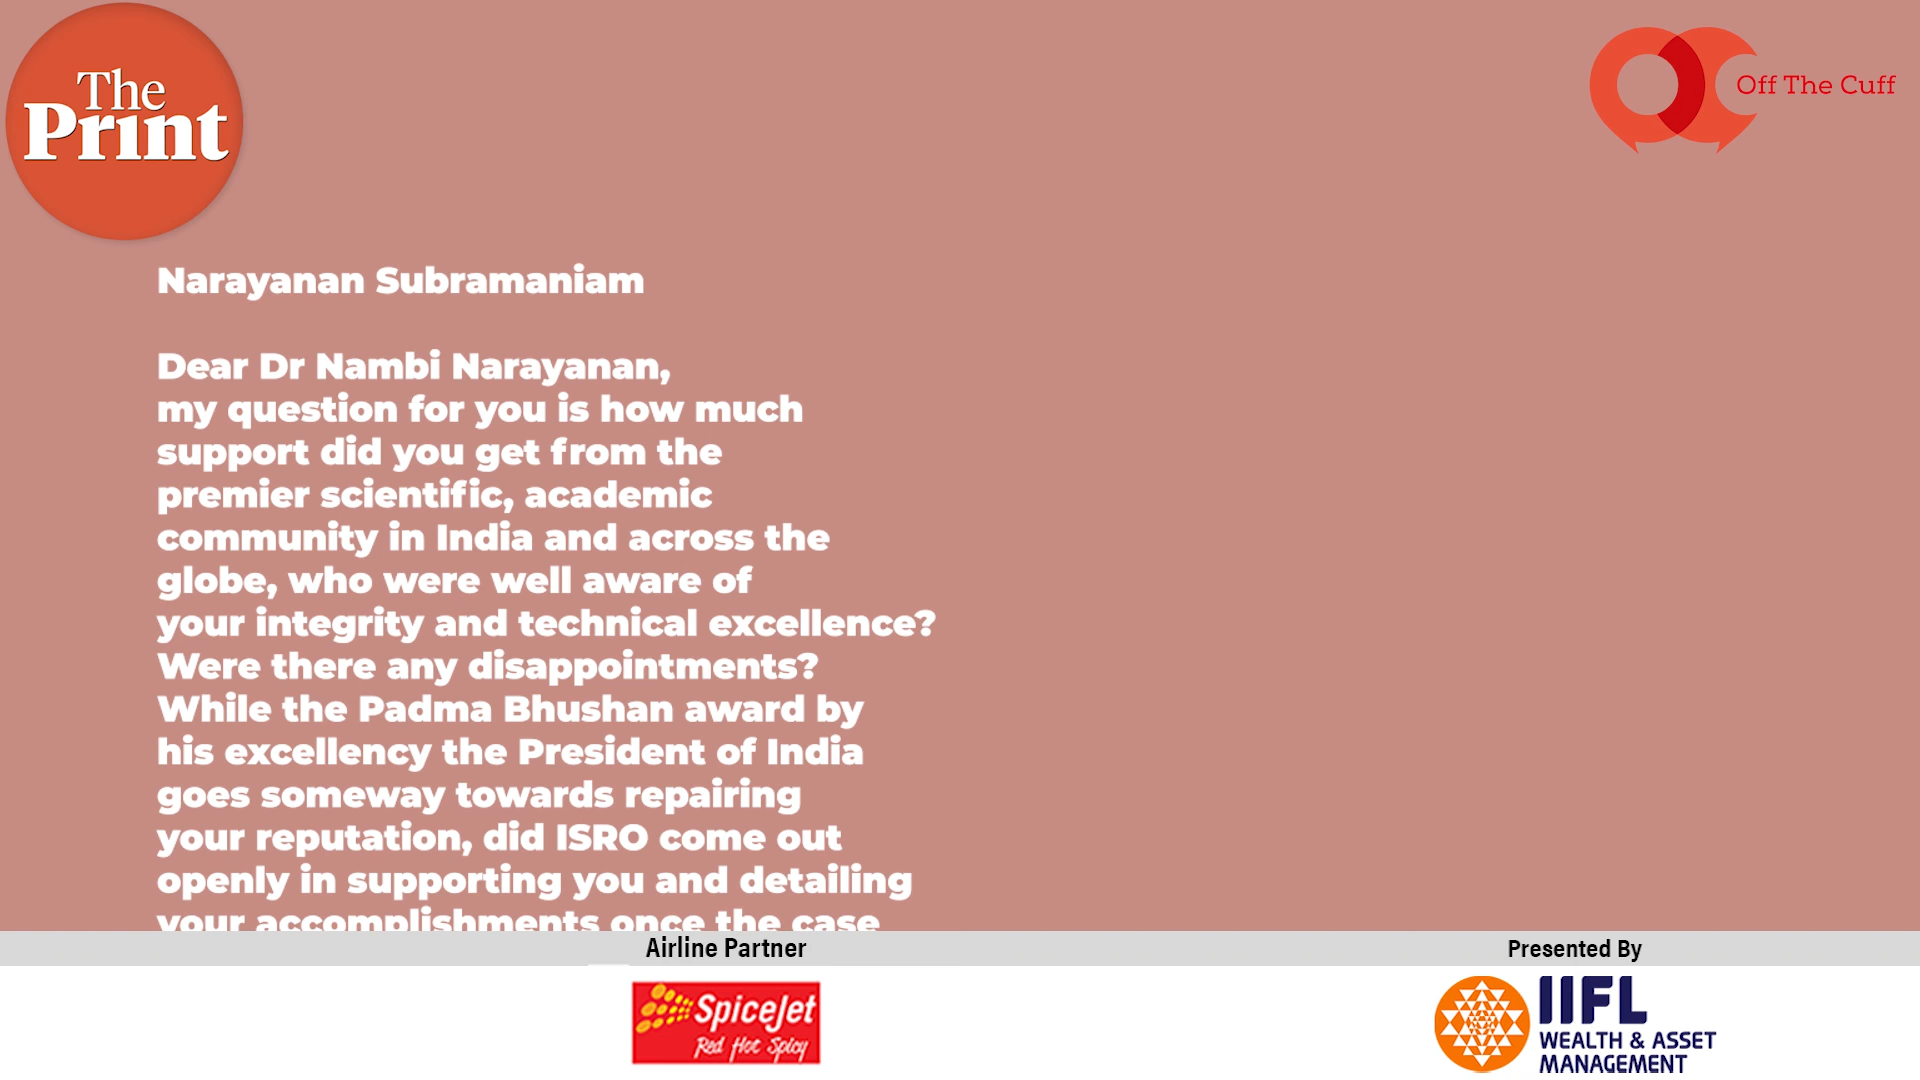 The
Print
Off The Cuff
Narayanan Subramaniam
Dear Dr Nambi Narayanan,
my question for you is how much
support did you get from the
premier scientific, academic
community in India and across the
globe, who were well aware of
your integrity and technical excellence?
Were there any disappointments?
While the Padma Bhushan award by
his excellency the President of India
goes someway towards repairing
your reputation, did ISRO come out
openly in supporting you and detailing
your accomplishments once the case
Airline Partner
Presented By
SpiceJet
Red Hot Spicy
IIFL
WEALTH & ASSET
MANAGEMENT